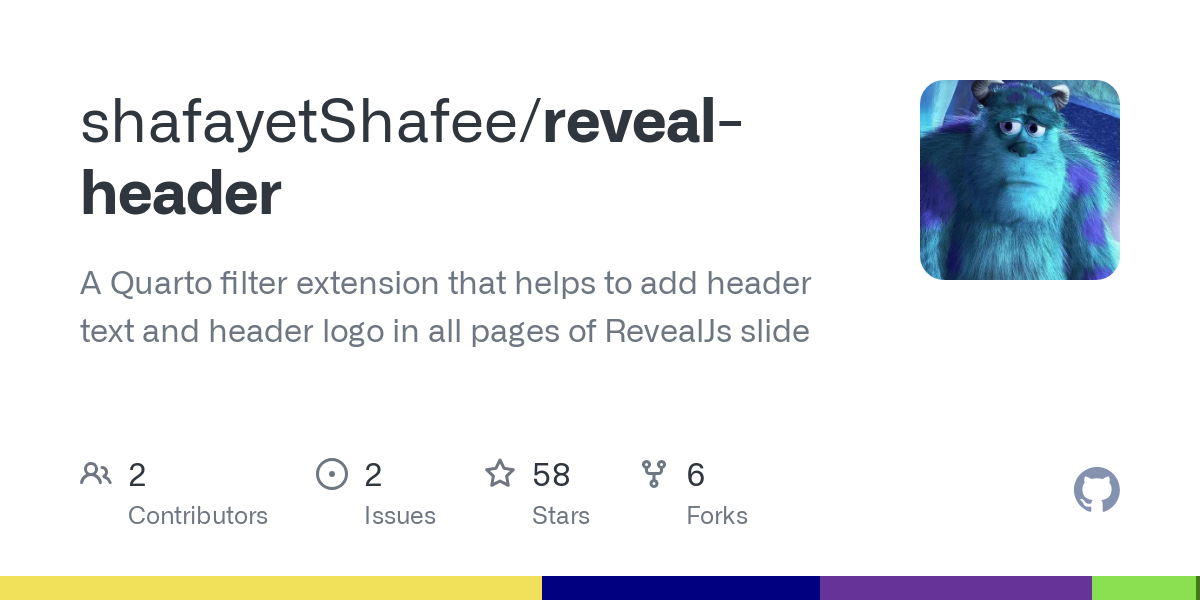 shafayetShafee/reveal-
header
A Quarto filter extension that helps to add header
text and header logo in all pages of RevealJs slide
2 2 58 6
Contributors Issues Stars Forks